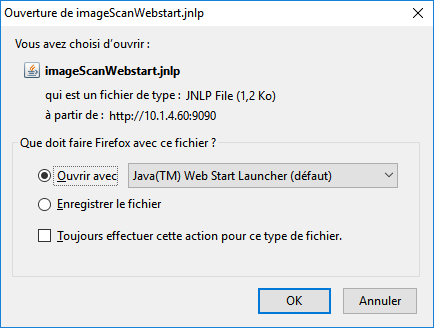 Ouverture de imageScanWebstart.jnlp
Vous avez choisi d'ouvrir :
imageScanWebstart.jnlp
qui est un fichier de type : JNLP File (1,2 Ko)
à partir de : http://10.1.4.60:9090
Que doit faire Firefox avec ce fichier ?
Ouvrir avec Java(TM) Web Start Launcher (défaut)
Enregistrer le fichier
Toujours effectuer cette action pour ce type de fichier.
OK Annuler